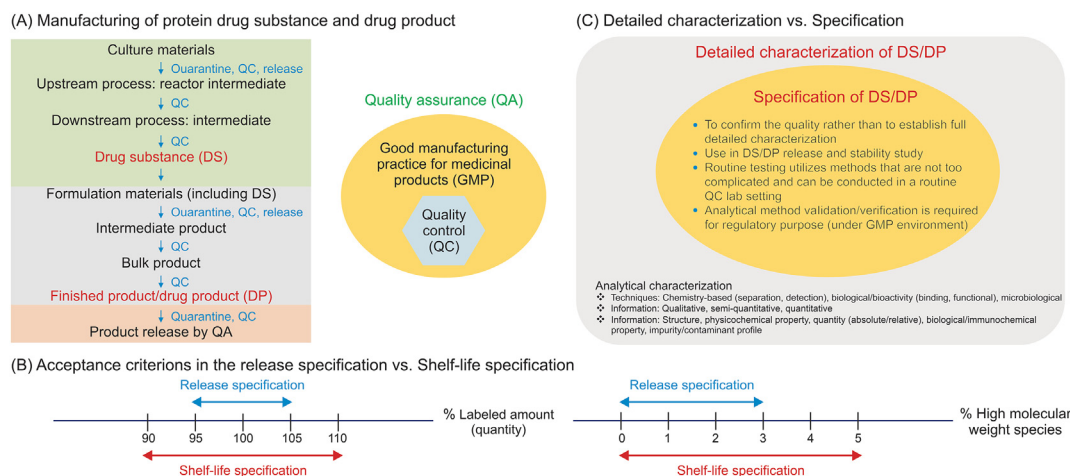 (A) Manufacturing of protein drug substance and drug product
Culture materials
Quarantine, QC, release
Upstream process: reactor intermediate
QC
Downstream process: intermediate
QC
Drug substance (DS)
Formulation materials (including DS)
Quarantine, QC, release
Intermediate product
QC
Bulk product
QC
Finished product/drug product (DP)
Quarantine, QC
Product release by QA
Quality assurance (QA)
Good manufacturing
practice for medicinal
products (GMP)
Quality
control
(QC)
(C) Detailed characterization vs. Specification
Detailed characterization of DS/DP
Specification of DS/DP
• To confirm the quality rather than to establish full
detailed characterization
• Use in DS/DP release and stability study
• Routine testing utilizes methods that are not too
complicated and can be conducted in a routine
QC lab setting
• Analytical method validation/verification is required
for regulatory purpose (under GMP environment)
Analytical characterization
❖ Techniques: Chemistry-based (separation, detection), biological/bioactivity (binding, functional), microbiological
❖ Information: Qualitative, semi-quantitative, quantitative
❖ Information: Structure, physicochemical property, quantity (absolute/relative), biological/immunochemical
property, impurity/contaminant profile
(B) Acceptance criterions in the release specification vs. Shelf-life specification
Release specification
% Labeled amount
(quantity)
90 95 100 105 110
Shelf-life specification
Release specification
% High molecular
weight species
0 1 2 3 4 5
Shelf-life specification